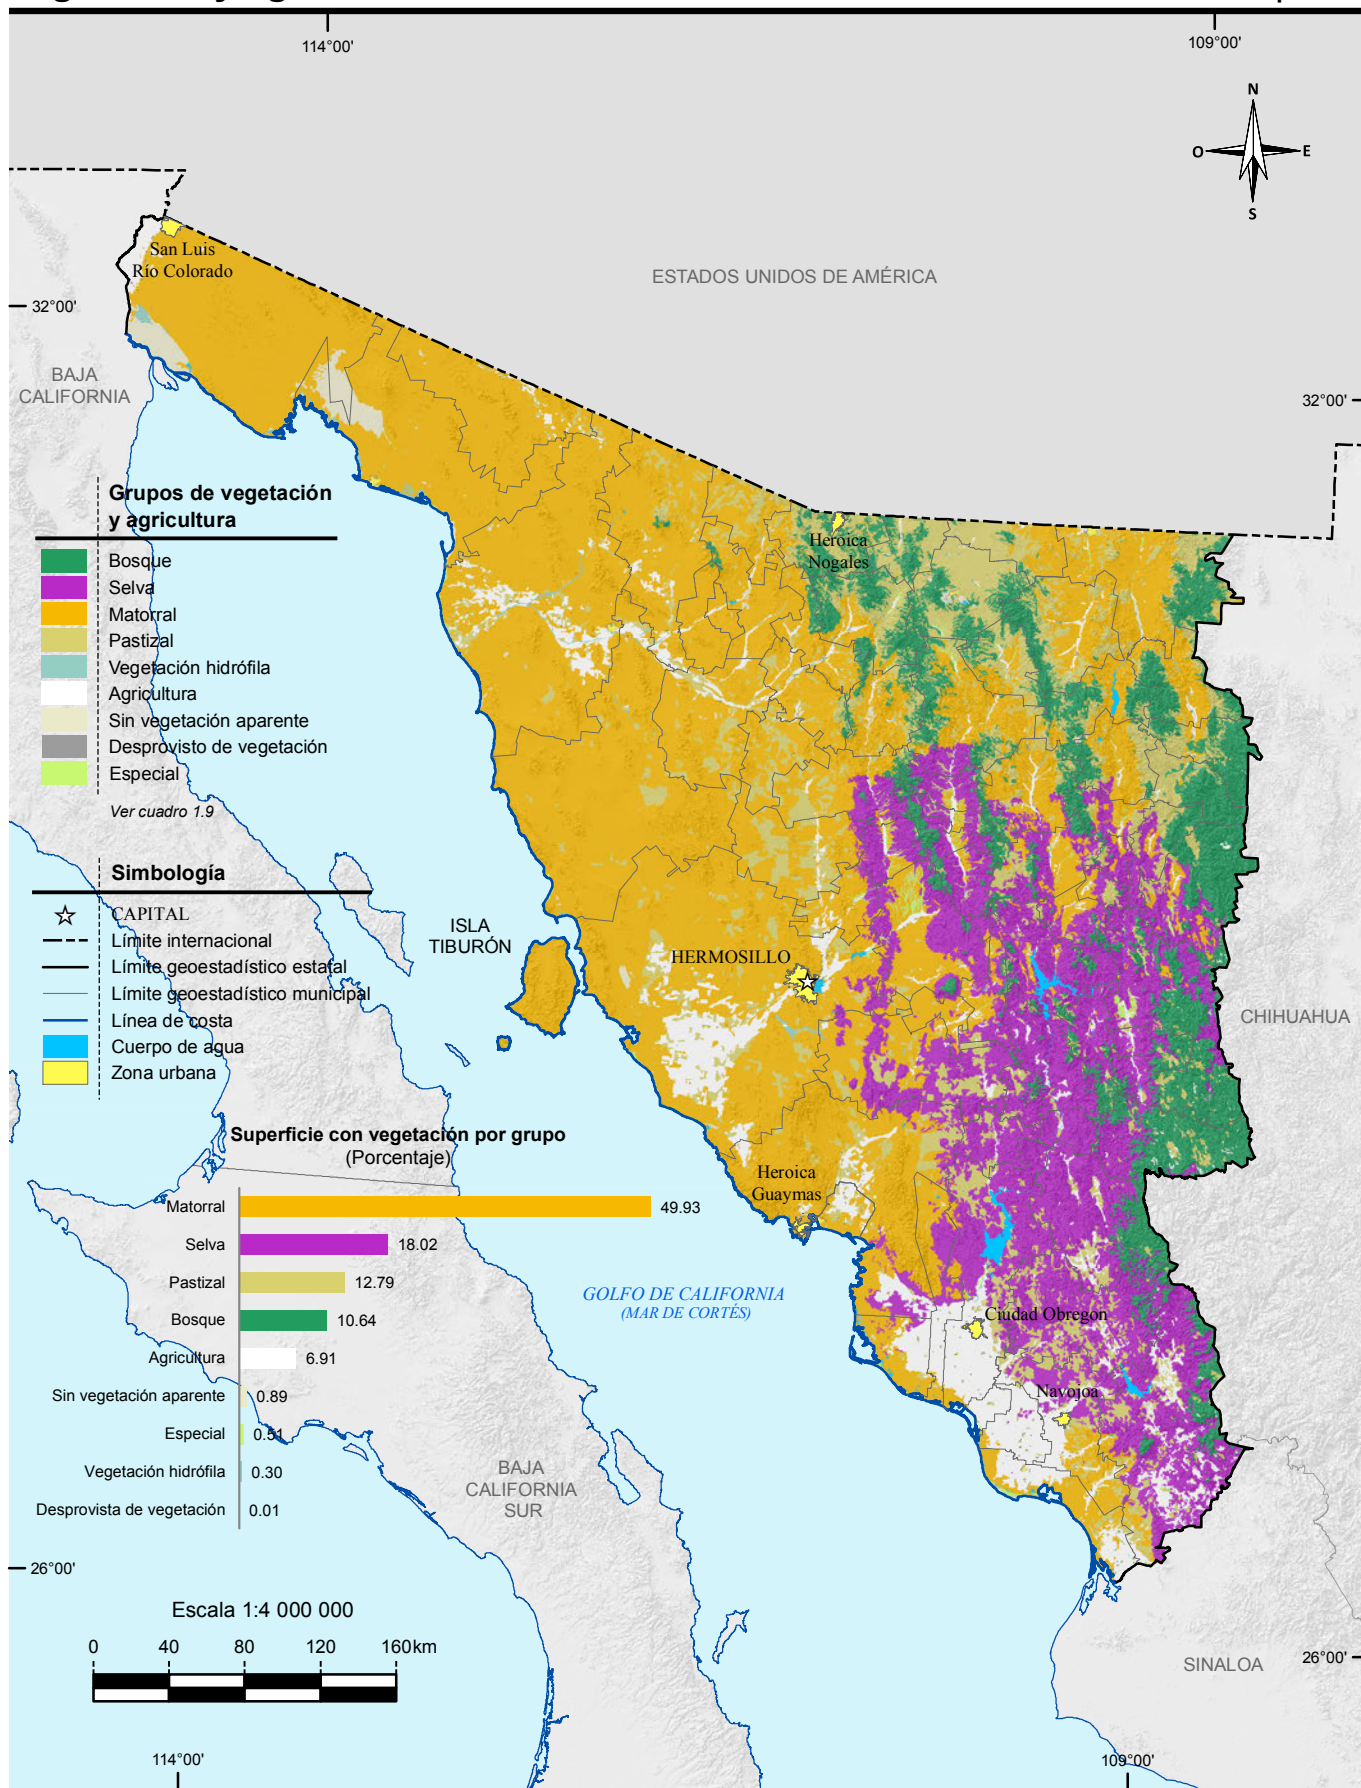 114°00'
109°00'
N
O
E
S
San Luis
Río Colorado
ESTADOS UNIDOS DE AMÉRICA
32°00'
BAJA
CALIFORNIA
32°00'
Grupos de vegetación
y agricultura
Bosque
Selva
Matorral
Pastizal
Vegetación hidrófila
Agricultura
Sin vegetación aparente
Desprovisto de vegetación
Especial
Ver cuadro 1.9
Heroica
Nogales
Simbología
CAPITAL
Límite internacional
Límite geoestadístico estatal
Límite geoestadístico municipal
Línea de costa
Cuerpo de agua
Zona urbana
ISLA
TIBURÓN
HERMOSILLO
CHIHUAHUA
Superficie con vegetación por grupo
(Porcentaje)
Matorral 49.93
Selva 18.02
Pastizal 12.79
Bosque 10.64
Agricultura 6.91
Sin vegetación aparente 0.89
Especial 0.51
Vegetación hidrófila 0.30
Desprovista de vegetación 0.01
Heroica
Guaymas
GOLFO DE CALIFORNIA
(MAR DE CORTÉS)
Ciudad Obregon
Navojoa
BAJA
CALIFORNIA
SUR
26°00'
Escala 1:4 000 000
0 40 80 120 160km
SINALOA
26°00'
114°00'
109°00'